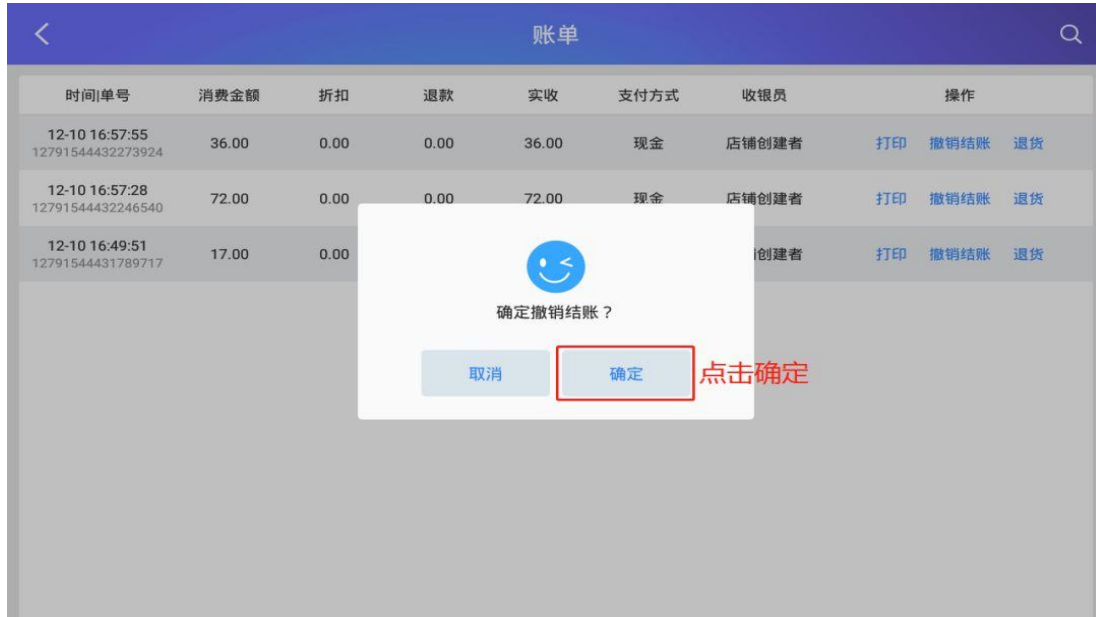 账单
时间|单号 消费金额 折扣 退款 实收 支付方式 收银员 操作
12-10 16:57:55
12791544432273924
36.00 0.00 0.00 36.00 现金 店铺创建者 打印 撤销结账 退货
12-10 16:57:28
12791544432246540
72.00 0.00 0.00 72.00 现金 店铺创建者 打印 撤销结账 退货
12-10 16:49:51
12791544431789717
17.00 0.00 创建者 打印 撤销结账 退货
确定撤销结账？
取消 确定 点击确定